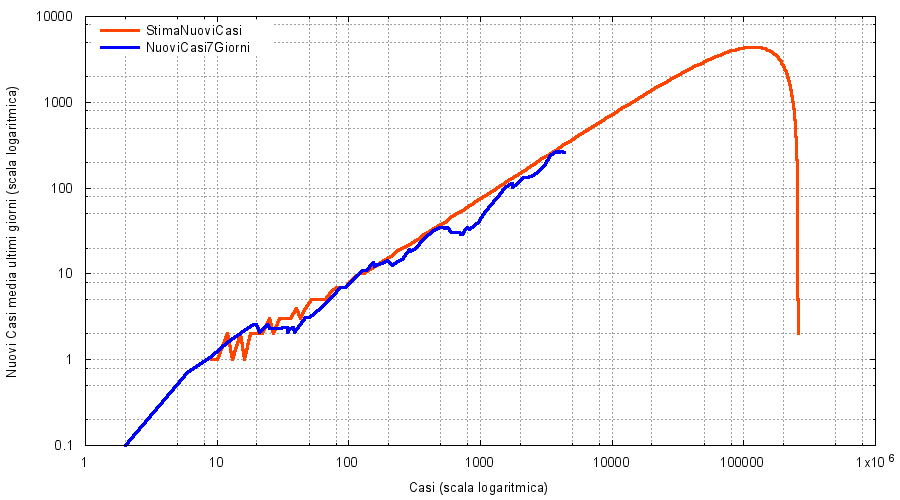 10000
1000
100
10
1
0.1
StimaNuoviCasi
NuoviCasi7Giorni
Nuovi Casi media ultimi giorni (scala logaritmica)
1 10 100 1000 10000 100000 1x10 6
Casi (scala logaritmica)